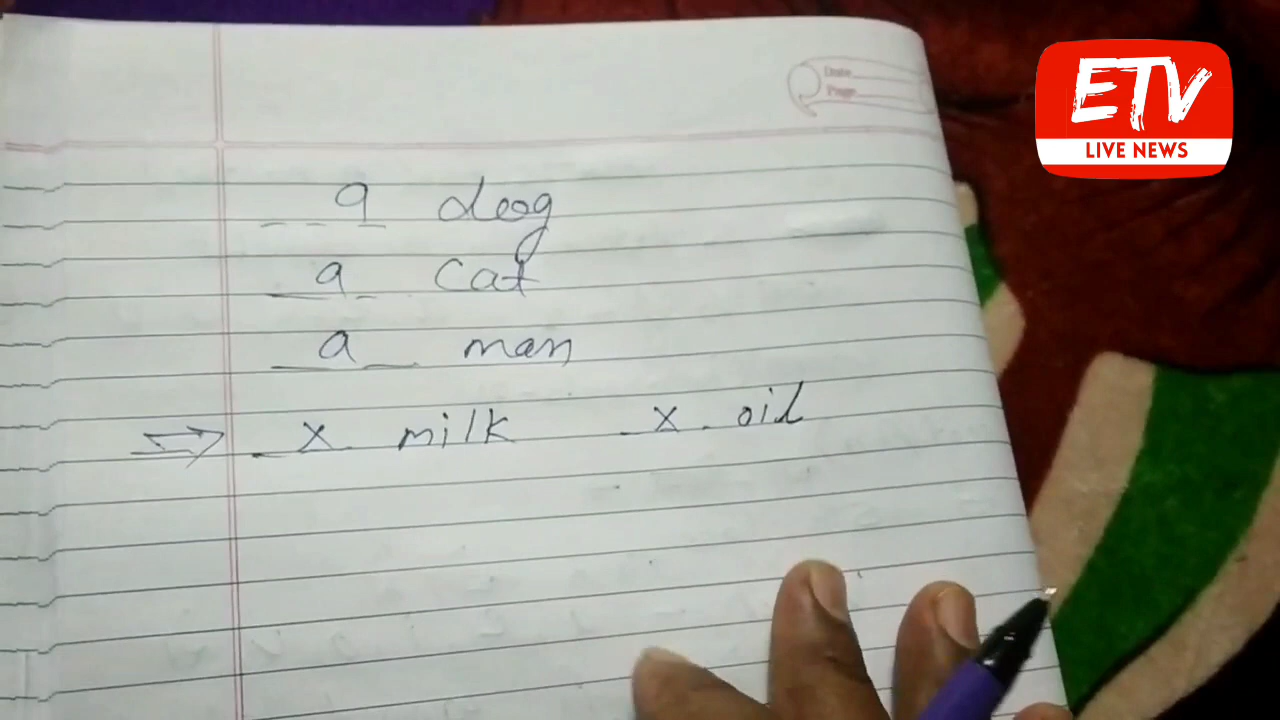 Date
Page
ETV
LIVE NEWS
a dog
a cat
a man
⇒ x milk x oil